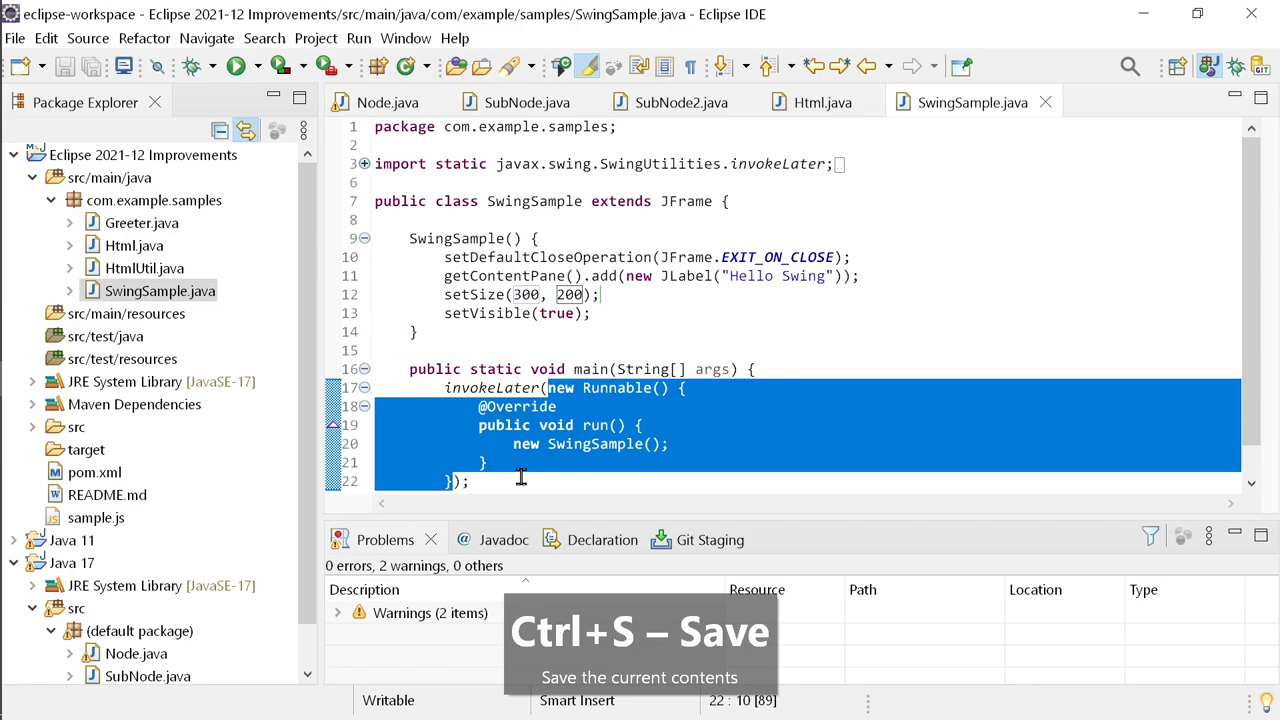 eclipse-workspace - Eclipse 2021-12 Improvements/src/main/java/com/example/samples/SwingSample.java - Eclipse IDE
File Edit Source Refactor Navigate Search Project Run Window Help
Package Explorer
Node.java SubNode.java SubNode2.java Html.java SwingSample.java
Eclipse 2021-12 Improvements
src/main/java
com.example.samples
Greeter.java
Html.java
HtmlUtil.java
SwingSample.java
src/main/resources
src/test/java
src/test/resources
JRE System Library [JavaSE-17]
Maven Dependencies
src
target
pom.xml
README.md
sample.js
Java 11
Java 17
JRE System Library [JavaSE-17]
src
(default package)
Node.java
SubNode.java
1 package com.example.samples;
2
3 import static javax.swing.SwingUtilities.invokeLater;
6
7 public class SwingSample extends JFrame {
8
9 SwingSample() {
10 setDefaultCloseOperation(JFrame.EXIT_ON_CLOSE);
11 getContentPane().add(new JLabel("Hello Swing"));
12 setSize(300, 200);
13 setVisible(true);
14 }
15
16 public static void main(String[] args) {
17 invokeLater(new Runnable() {
18 @Override
19 public void run() {
20 new SwingSample();
21 }
22 });
Problems @ Javadoc Declaration Git Staging
0 errors, 2 warnings, 0 others
Description Resource Path Location Type
Warnings (2 items)
Ctrl+S – Save
Save the current contents
Writable Smart Insert 22 : 10 [89]